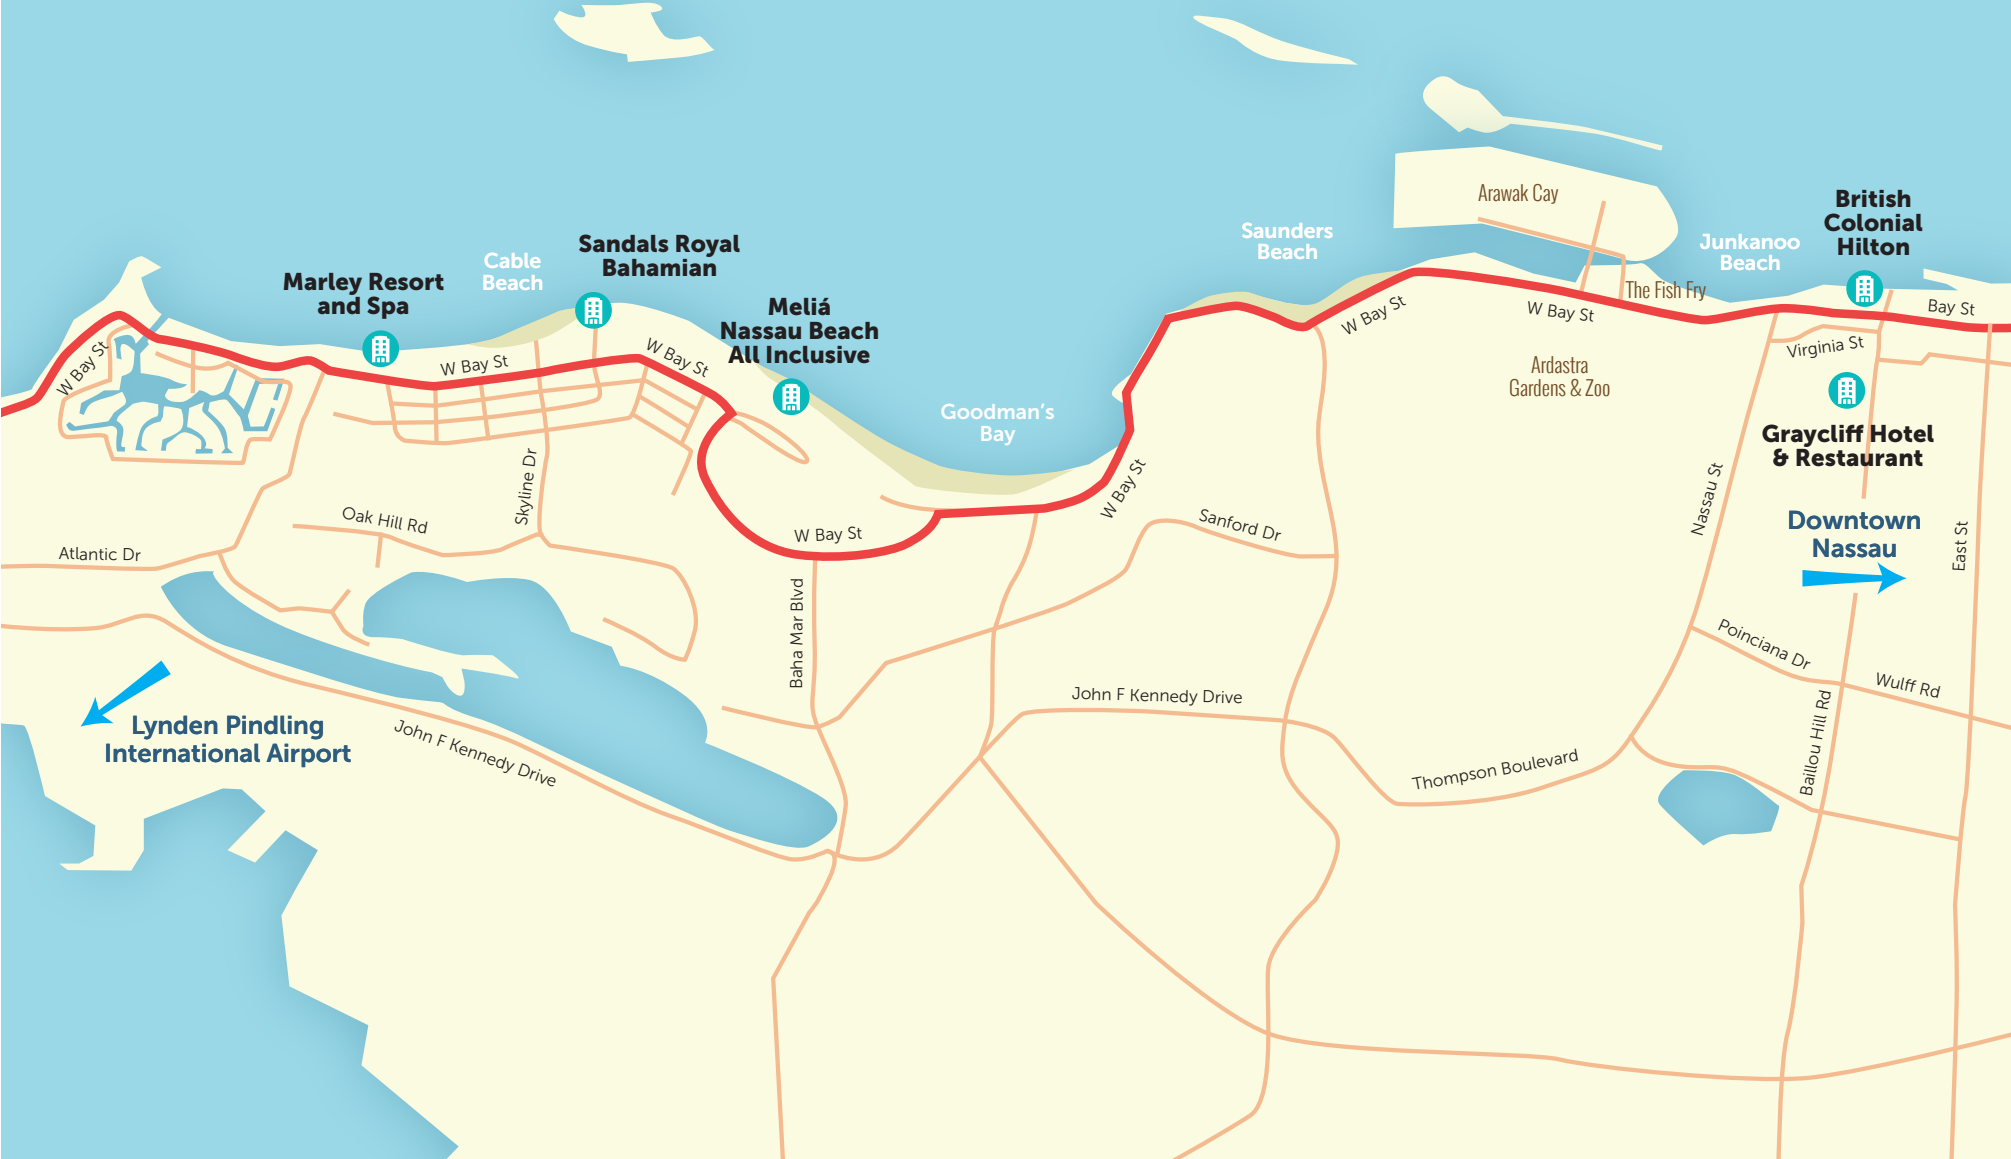 Arawak Cay
British
Colonial
Hilton
Saunders
Beach
Junkanoo
Beach
Sandals Royal
Bahamian
Cable
Beach
Marley Resort
and Spa
The Fish Fry
Meliá
Nassau Beach
All Inclusive
Bay St
W Bay St
W Bay St
W Bay St
W Bay St
W Bay St
Virginia St
Ardastra
Gardens & Zoo
Goodman's
Bay
Graycliff Hotel
& Restaurant
W Bay St
Skyline Dr
Nassau St
Oak Hill Rd
Sanford Dr
Downtown
Nassau
W Bay St
East St
Atlantic Dr
Baha Mar Blvd
Poinciana Dr
Wulff Rd
John F Kennedy Drive
Lynden Pindling
International Airport
John F Kennedy Drive
Baillou Hill Rd
Thompson Boulevard